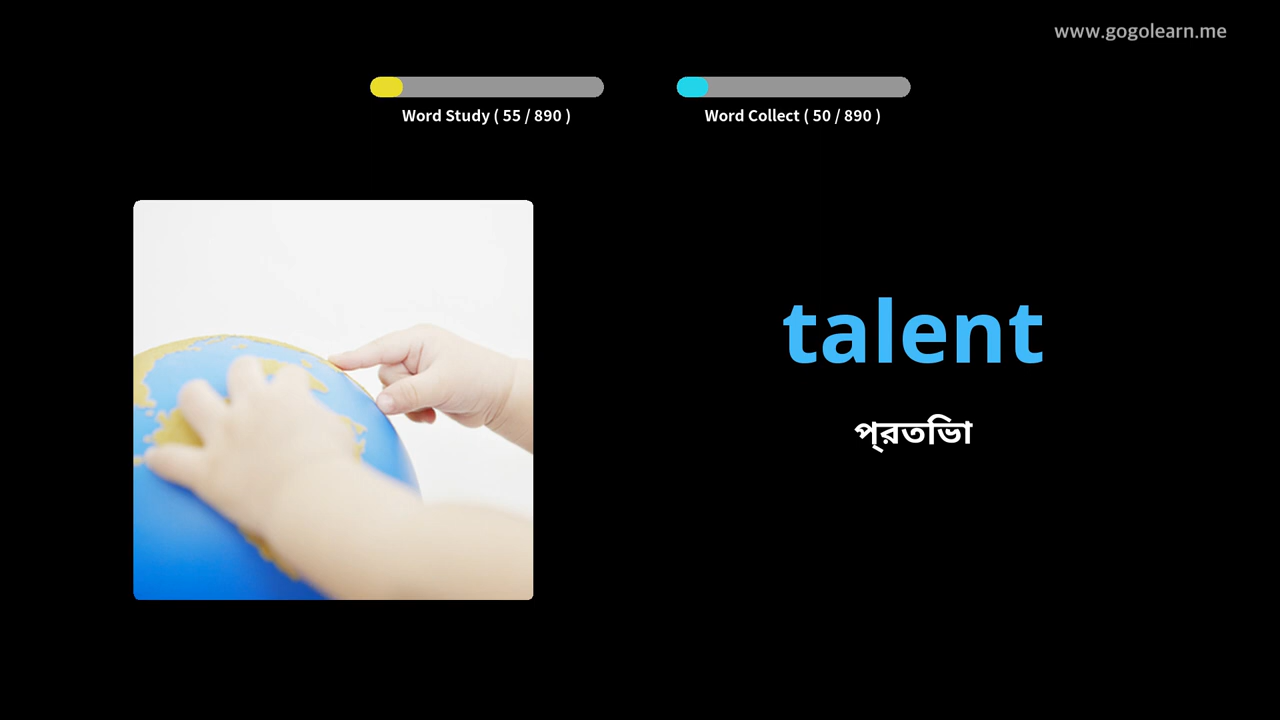 www.gogolearn.me
Word Study ( 55 / 890 )
Word Collect ( 50 / 890 )
talent
প্রতিভা